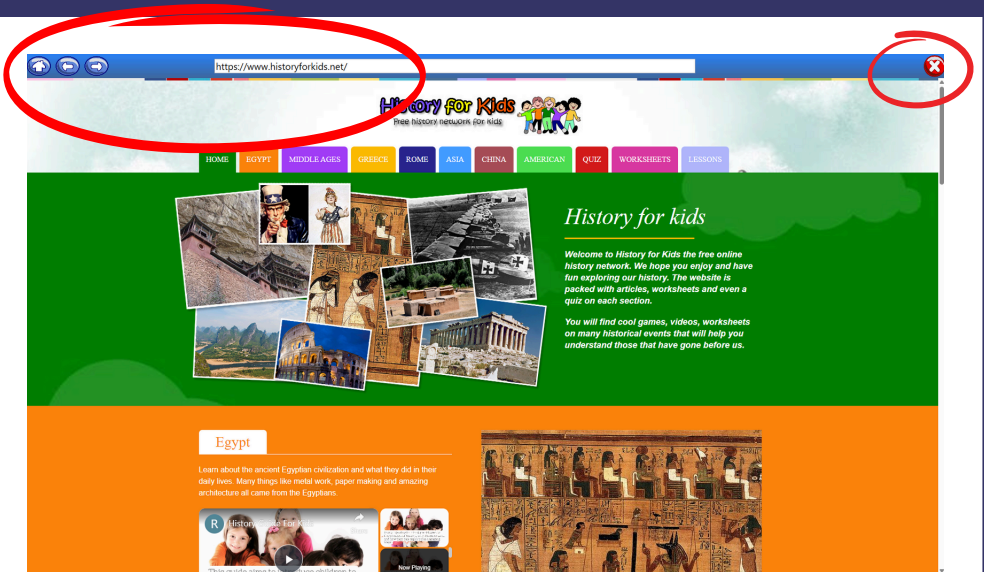 https://www.historyforkids.net/
History for Kids
Free history network for kids
HOME EGYPT MIDDLE AGES GREECE ROME ASIA CHINA AMERICAN QUIZ WORKSHEETS LESSONS
History for kids
Welcome to History for Kids the free online
history network. We hope you enjoy and have
fun exploring our history. The website is
packed with articles, worksheets and even a
quiz on each section.
You will find cool games, videos, worksheets
on many historical events that will help you
understand those that have gone before us.
Egypt
Learn about the ancient Egyptian civilization and what they did in their
daily lives. Many things like metal work, paper making and amazing
architecture all came from the Egyptians.
R
Now Playing